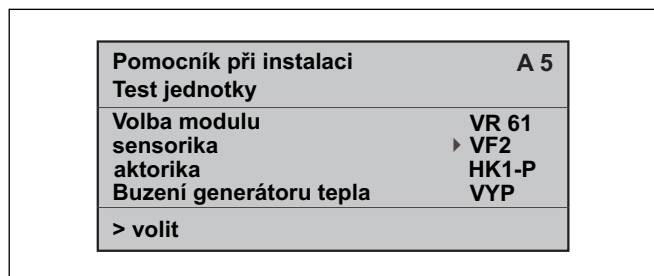 Pomocník při instalaci A 5
Test jednotky
Volba modulu VR 61
sensorika VF2
aktorika HK1-P
Buzení generátoru tepla VYP
> volit